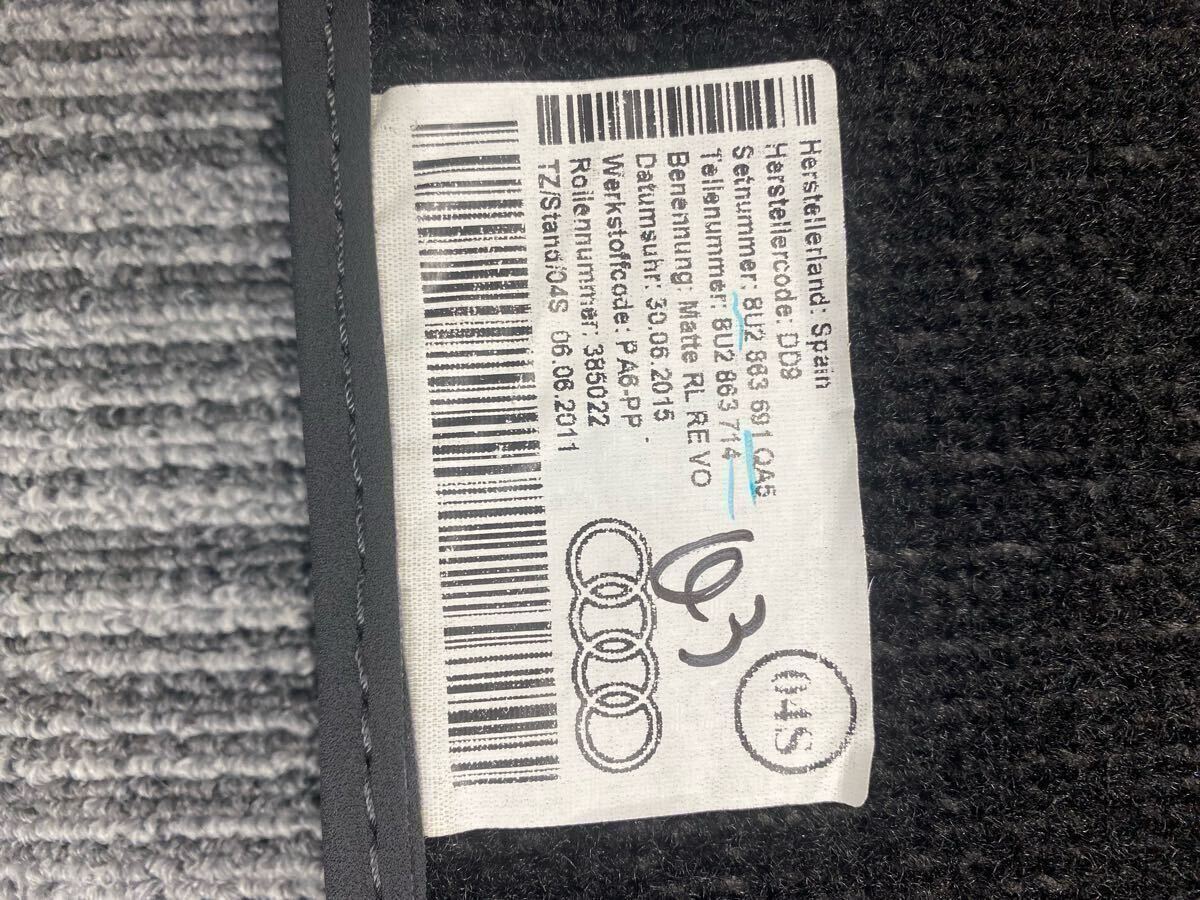 Herstellerland: Spain
Herstellercode: DD9
Setnummer: 8U2 863 691 QA5
Teilenummer: 8U2 863 714
Benennung: Matte RL RE VO
Datumsuhr: 30.06.2015
Werkstoffcode: PA6-PP
Rollennummer: 385022
TZ/Stand/04S 06.06.2011
Q3
04S